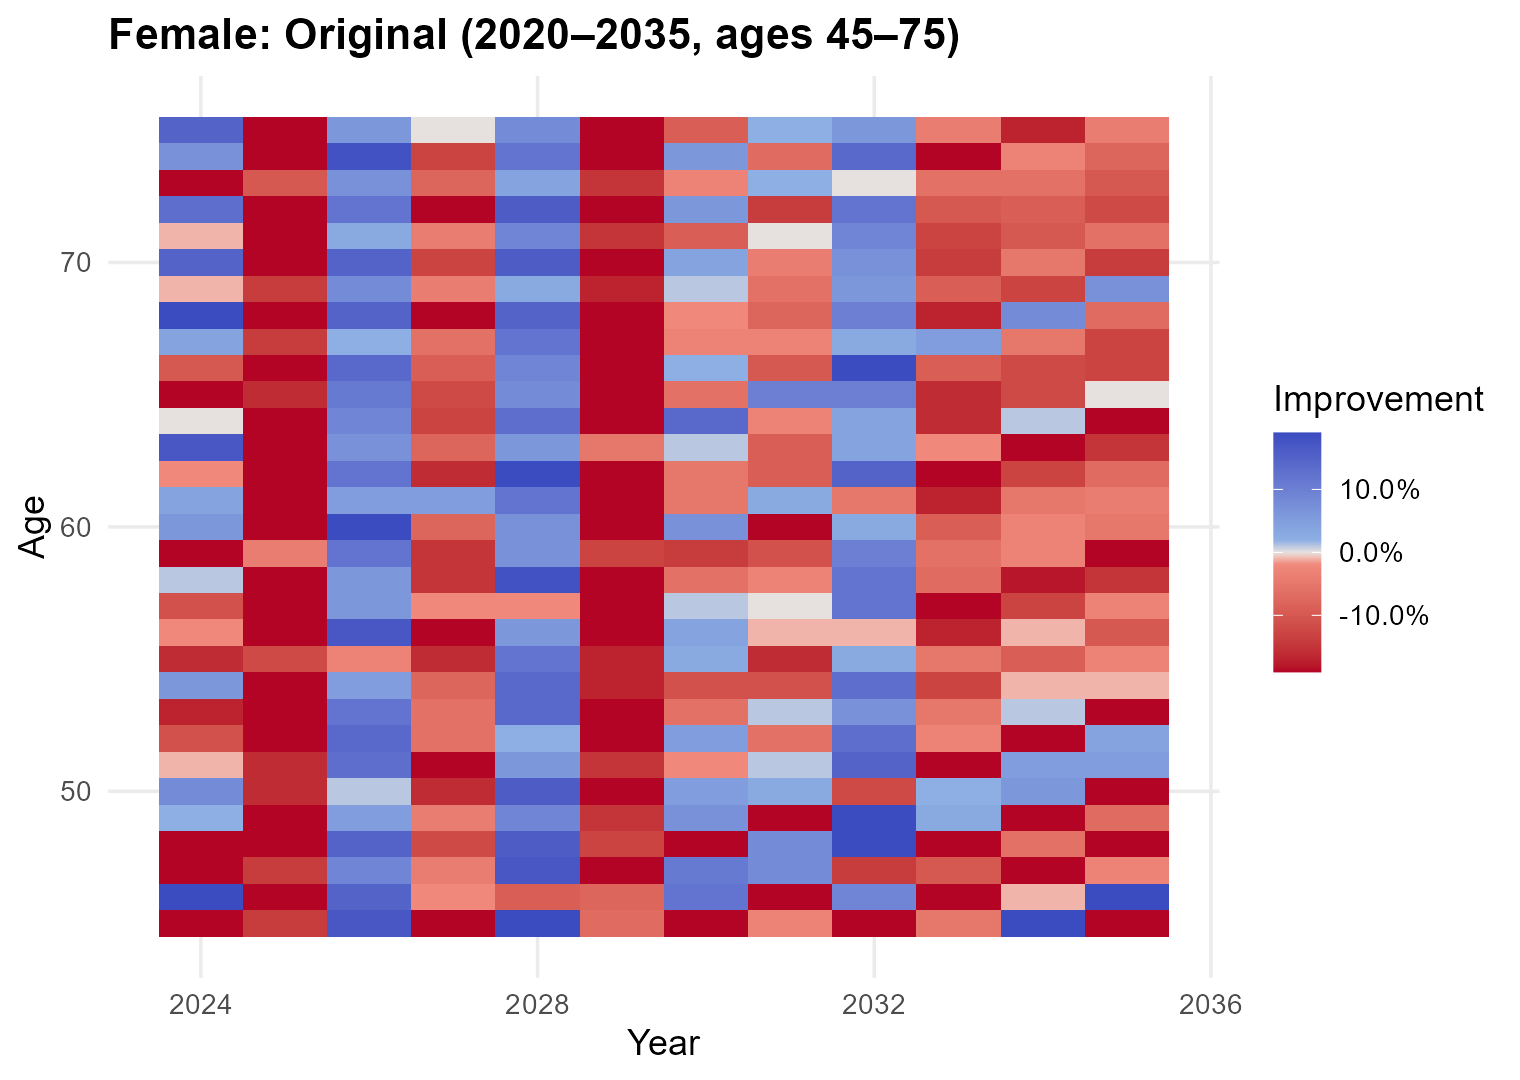 Female: Original (2020–2035, ages 45–75)
Improvement
10.0%
0.0%
-10.0%
Age
70
60
50
2024
2028
2032
2036
Year